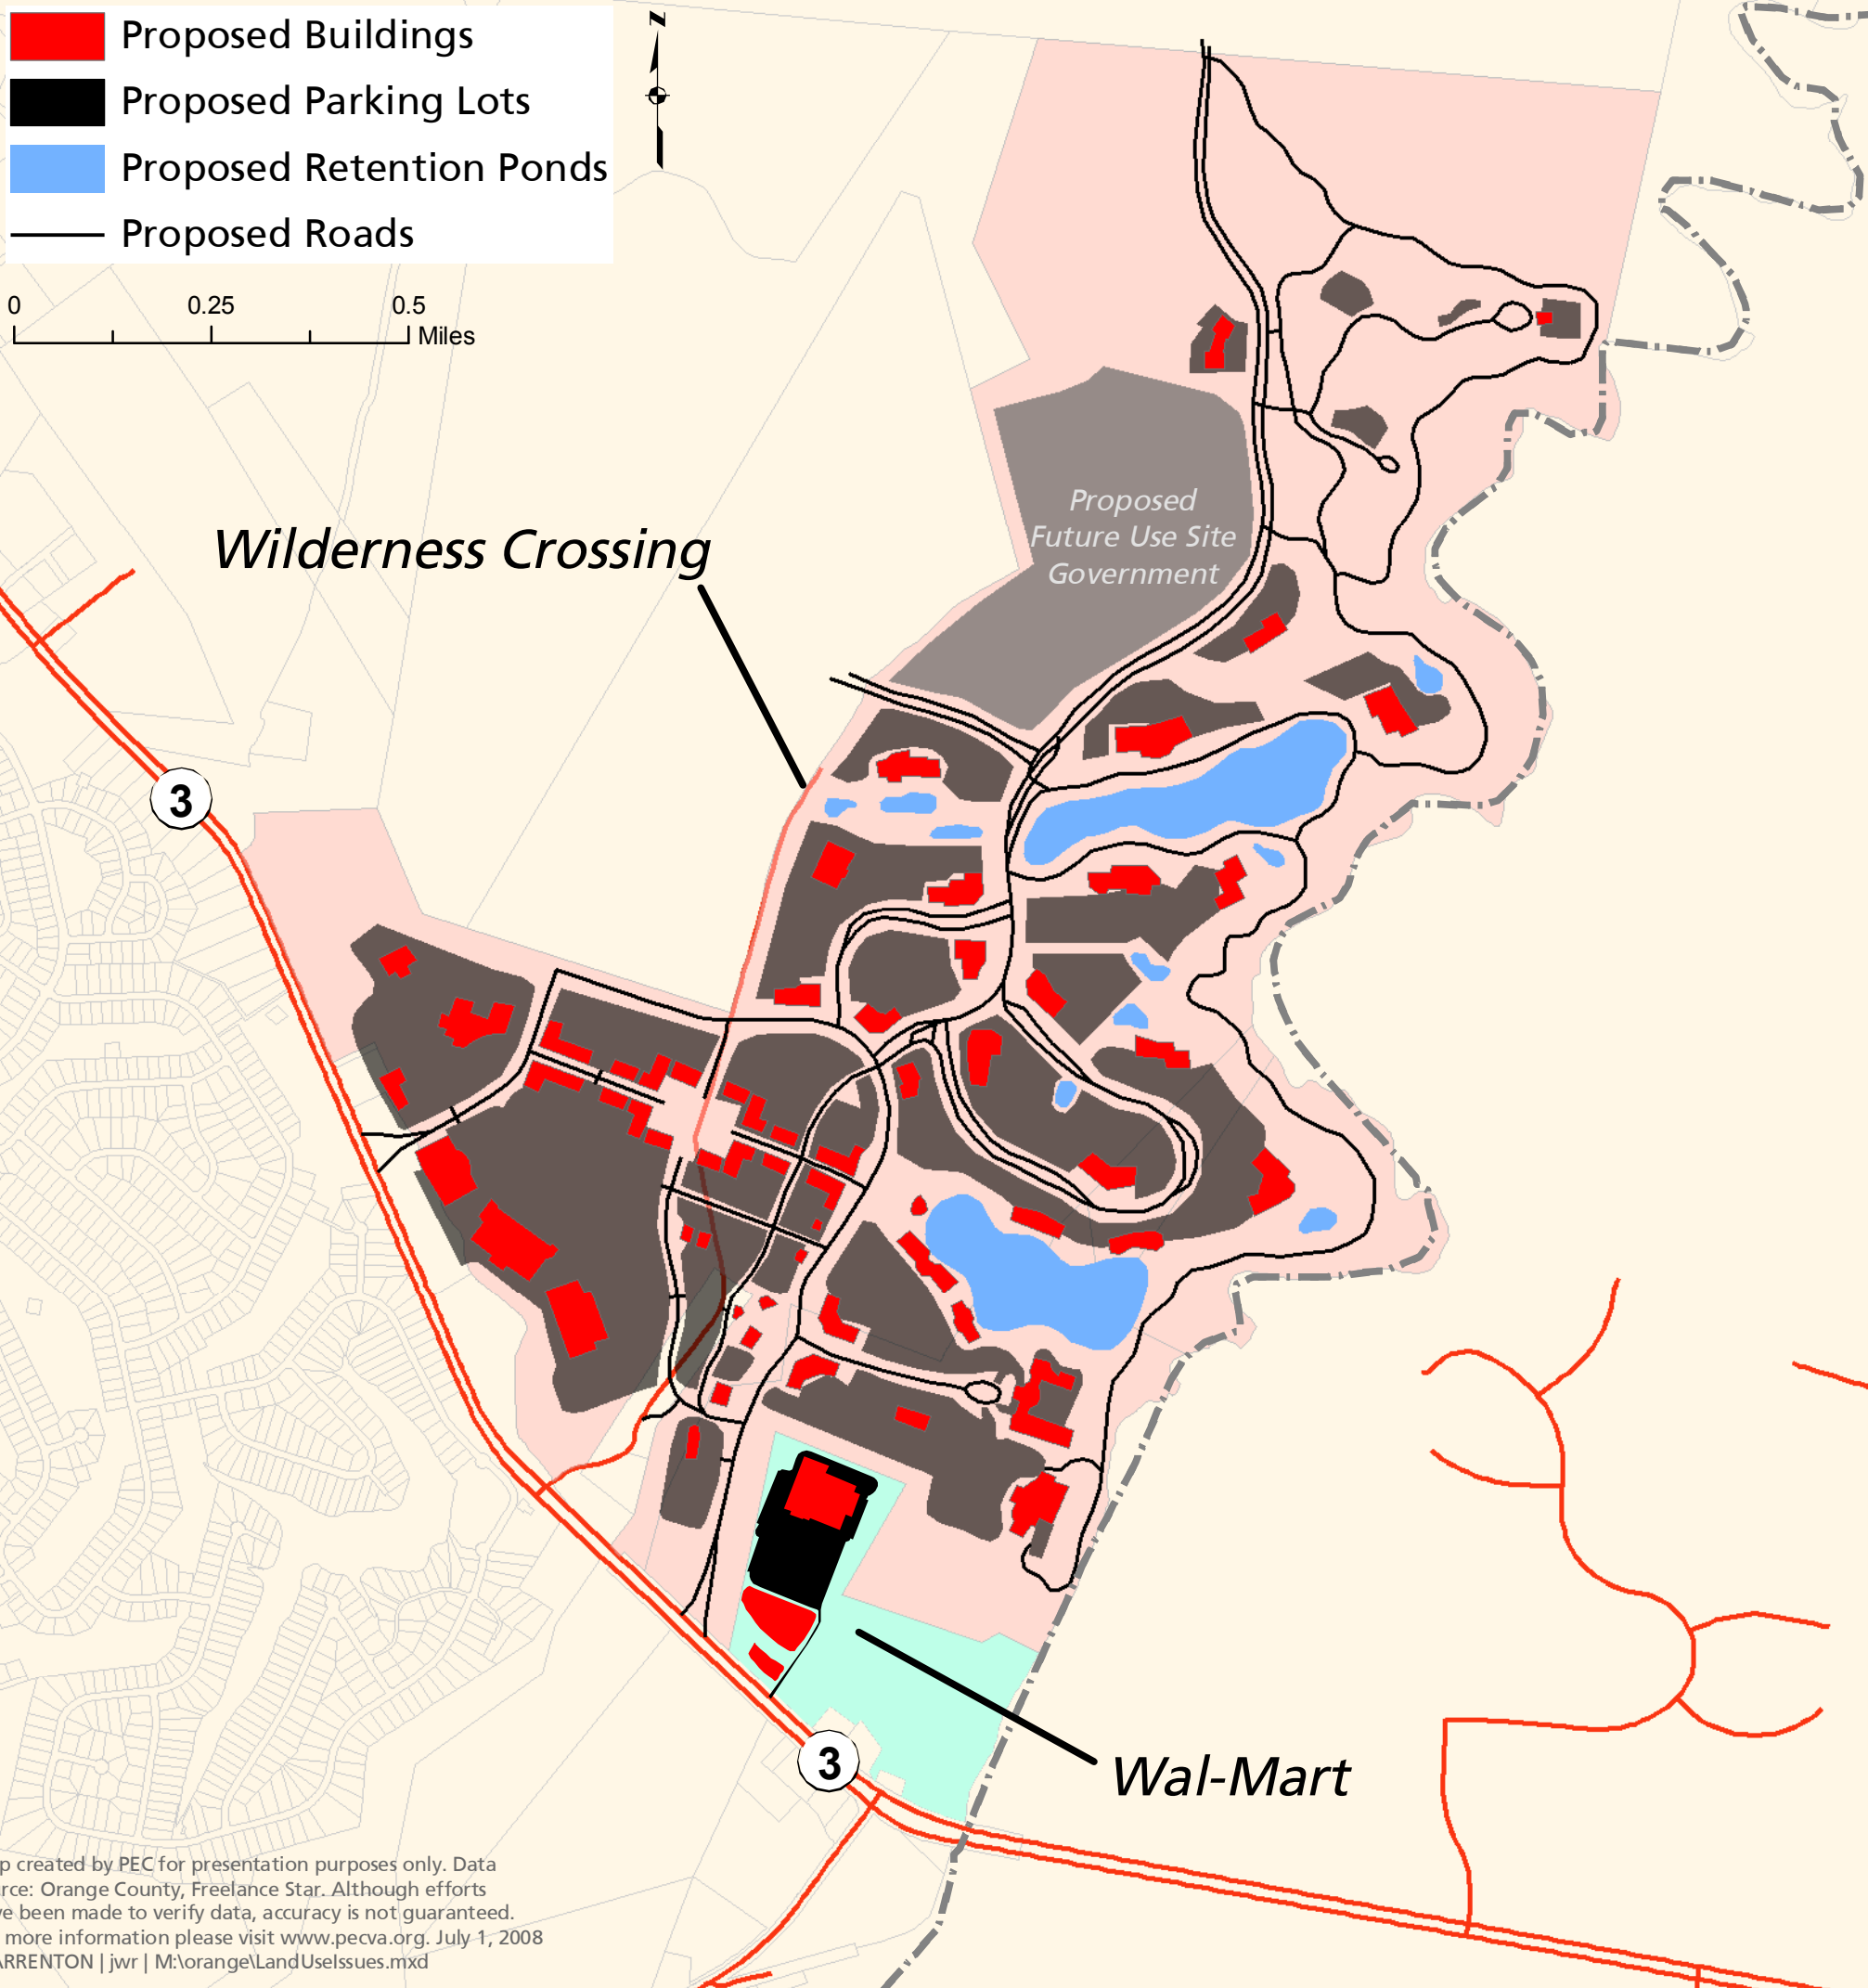 Proposed Buildings
Proposed Parking Lots
Proposed Retention Ponds
Proposed Roads
N
0 0.25 0.5
Miles
Proposed
Future Use Site
Government
Wilderness Crossing
3
3
Wal-Mart
p created by PEC for presentation purposes only. Data
rce: Orange County, Freelance Star. Although efforts
ve been made to verify data, accuracy is not guaranteed.
more information please visit www.pecva.org. July 1, 2008
ARRENTON | jwr | M:\orange\LandUseIssues.mxd